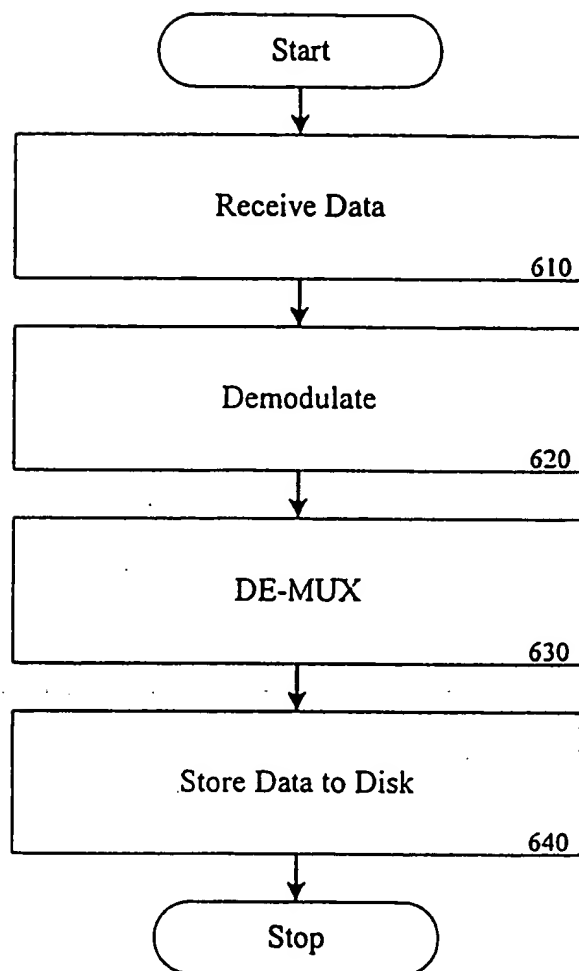 Start
Receive Data
610
Demodulate
620
DE-MUX
630
Store Data to Disk
640
Stop